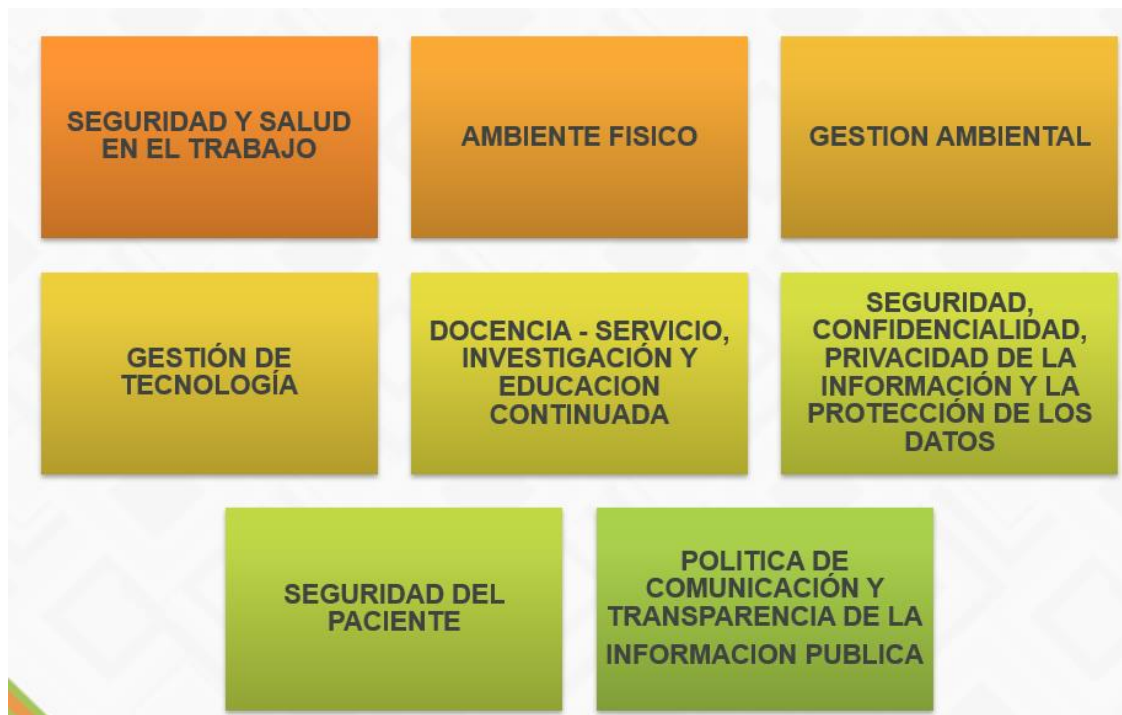 SEGURIDAD Y SALUD
EN EL TRABAJO
AMBIENTE FISICO
GESTION AMBIENTAL
GESTIÓN DE
TECNOLOGÍA
DOCENCIA - SERVICIO,
INVESTIGACIÓN Y
EDUCACION
CONTINUADA
SEGURIDAD,
CONFIDENCIALIDAD,
PRIVACIDAD DE LA
INFORMACIÓN Y LA
PROTECCIÓN DE LOS
DATOS
SEGURIDAD DEL
PACIENTE
POLITICA DE
COMUNICACIÓN Y
TRANSPARENCIA DE LA
INFORMACION PUBLICA